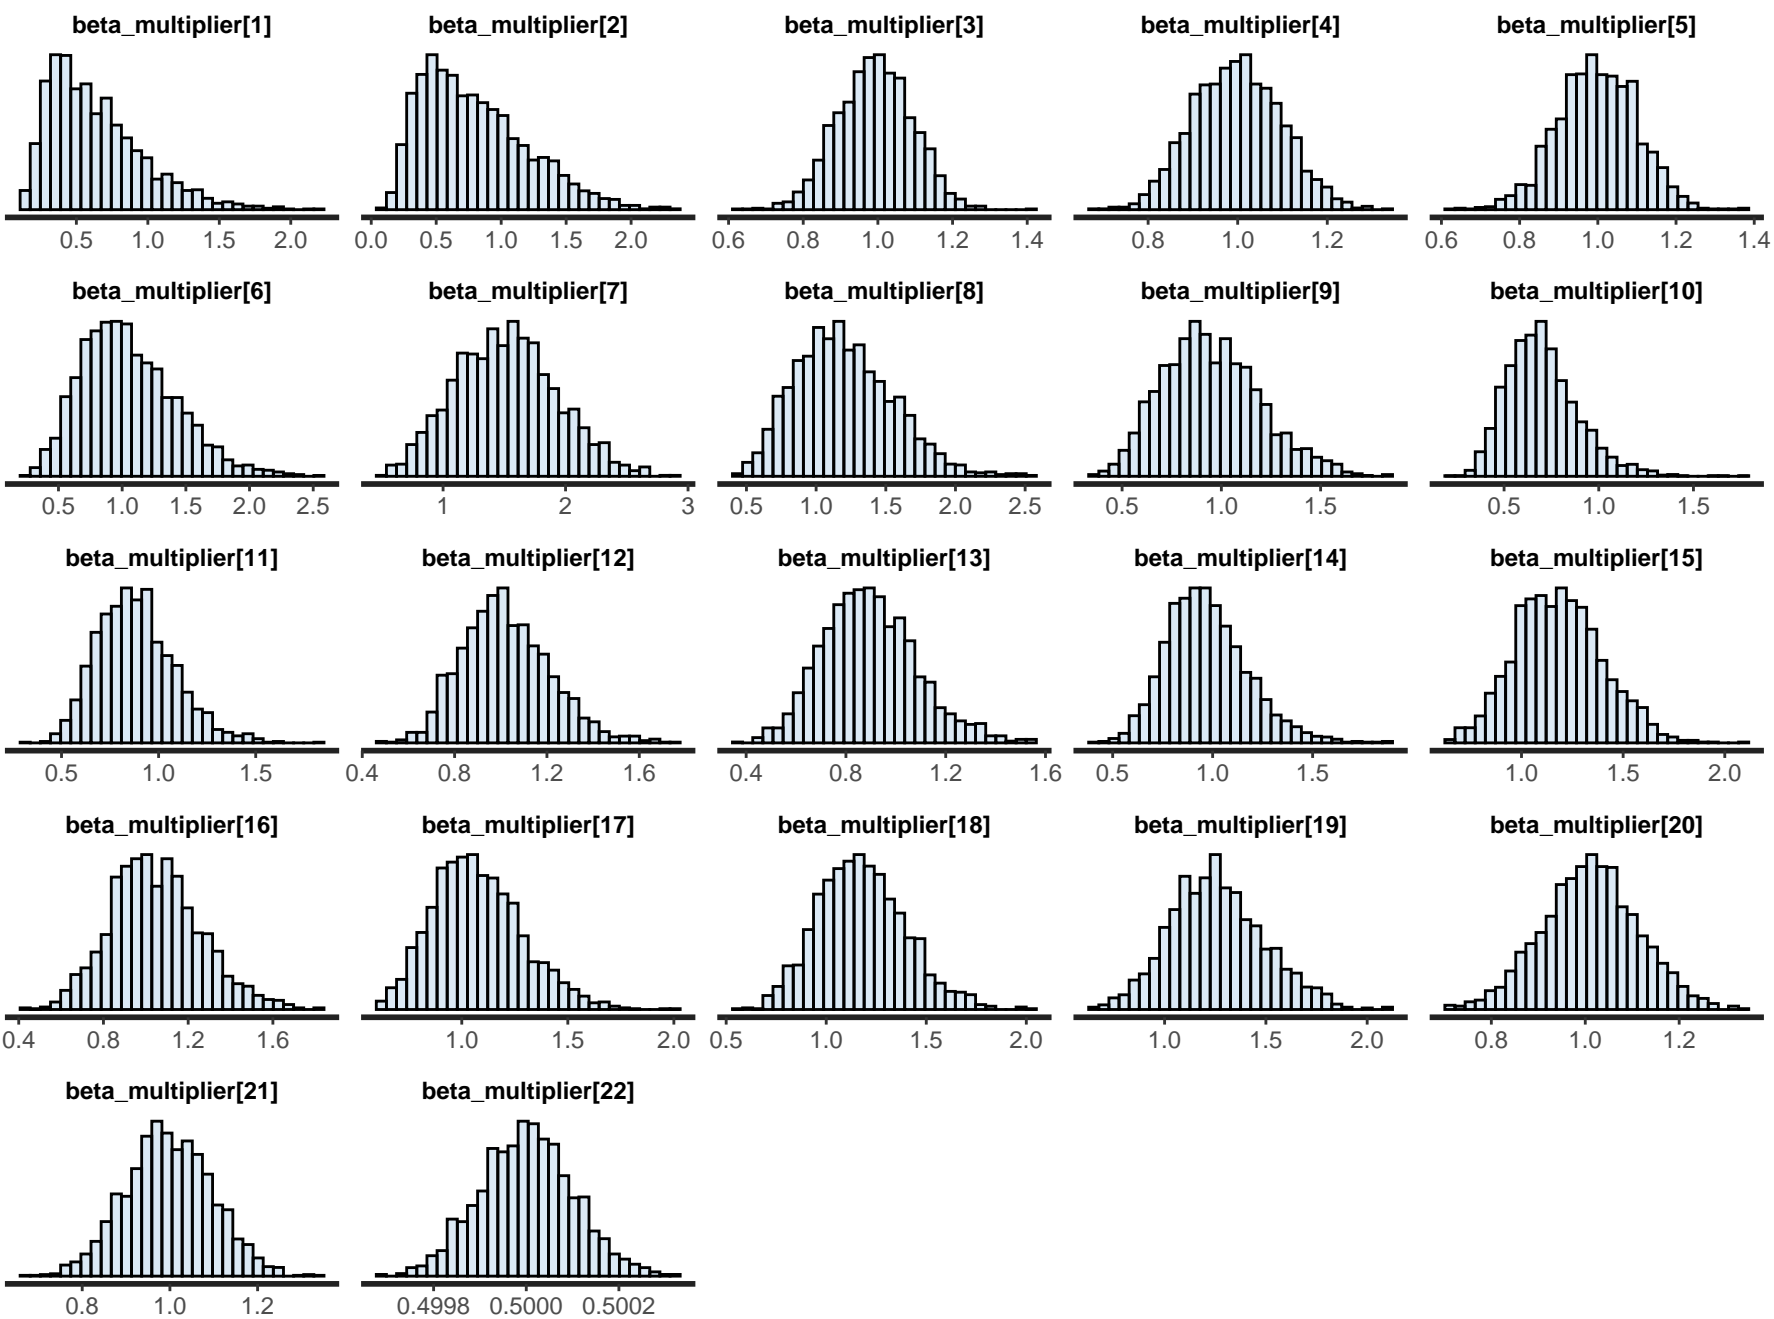 beta_multiplier[1] beta_multiplier[2] beta_multiplier[3] beta_multiplier[4] beta_multiplier[5]
0.5 1.0 1.5 2.0 0.0 0.5 1.0 1.5 2.0 0.6 0.8 1.0 1.2 1.4 0.8 1.0 1.2 0.6 0.8 1.0 1.2 1.4
beta_multiplier[6] beta_multiplier[7] beta_multiplier[8] beta_multiplier[9] beta_multiplier[10]
0.5 1.0 1.5 2.0 2.5 1 2 3 0.5 1.0 1.5 2.0 2.5 0.5 1.0 1.5 0.5 1.0 1.5
beta_multiplier[11] beta_multiplier[12] beta_multiplier[13] beta_multiplier[14] beta_multiplier[15]
0.5 1.0 1.5 0.4 0.8 1.2 1.6 0.4 0.8 1.2 1.6 0.5 1.0 1.5 1.0 1.5 2.0
beta_multiplier[16] beta_multiplier[17] beta_multiplier[18] beta_multiplier[19] beta_multiplier[20]
0.4 0.8 1.2 1.6 1.0 1.5 2.0 0.5 1.0 1.5 2.0 1.0 1.5 2.0 0.8 1.0 1.2
beta_multiplier[21] beta_multiplier[22]
0.8 1.0 1.2 0.4998 0.5000 0.5002